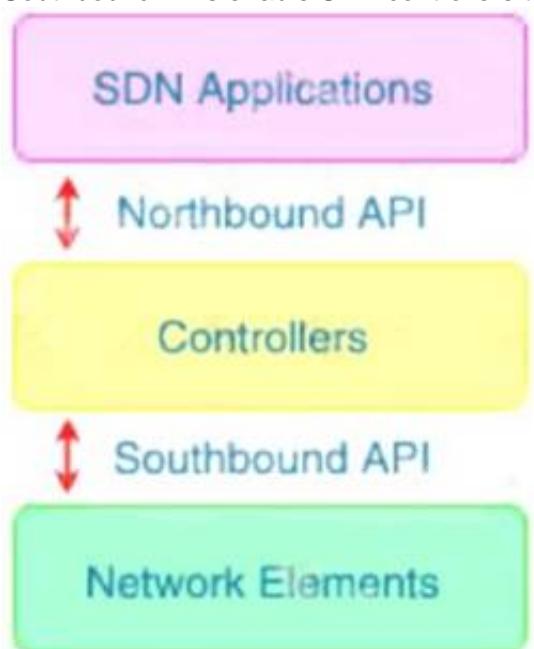 SDN Applications
Northbound API
Controllers
Southbound API
Network Elements